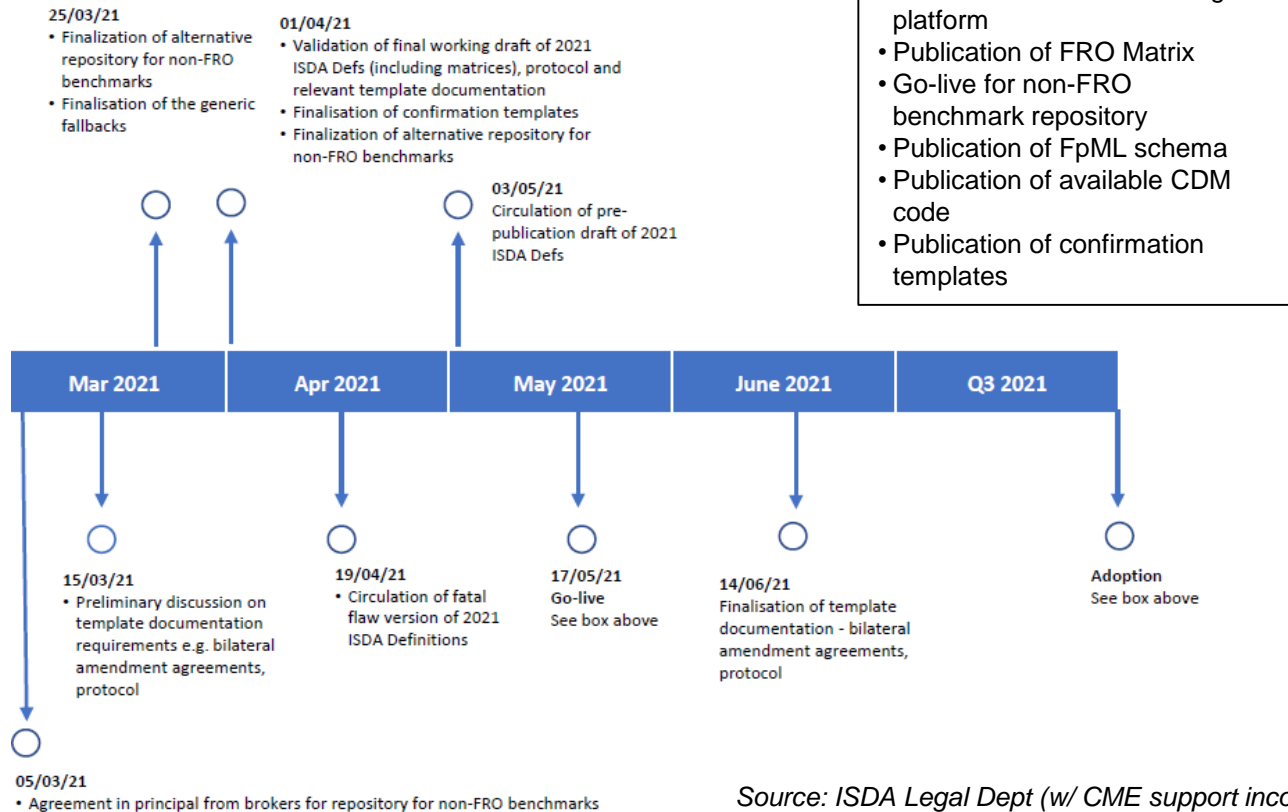 25/03/21
• Finalization of alternative
repository for non-FRO
benchmarks
• Finalisation of the generic
fallbacks
01/04/21
• Validation of final working draft of 2021
ISDA Defs (including matrices), protocol and
relevant template documentation
• Finalisation of confirmation templates
• Finalization of alternative repository for
non-FRO benchmarks
03/05/21
Circulation of pre-
publication draft of 2021
ISDA Defs
platform
• Publication of FRO Matrix
• Go-live for non-FRO
benchmark repository
• Publication of FpML schema
• Publication of available CDM
code
• Publication of confirmation
templates
Mar 2021
Apr 2021
May 2021
June 2021
Q3 2021
15/03/21
• Preliminary discussion on
template documentation
requirements e.g. bilateral
amendment agreements,
protocol
19/04/21
• Circulation of fatal
flaw version of 2021
ISDA Definitions
17/05/21
Go-live
See box above
14/06/21
Finalisation of template
documentation - bilateral
amendment agreements,
protocol
Adoption
See box above
05/03/21
• Agreement in principal from brokers for repository for non-FRO benchmarks
Source: ISDA Legal Dept (w/ CME support